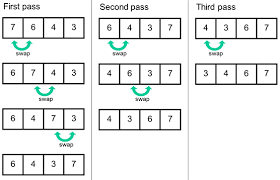 First pass
7 6 4 3
swap
6 7 4 3
swap
6 4 7 3
swap
6 4 3 7
Second pass
6 4 3 7
swap
4 6 3 7
swap
4 3 6 7
Third pass
4 3 6 7
swap
3 4 6 7